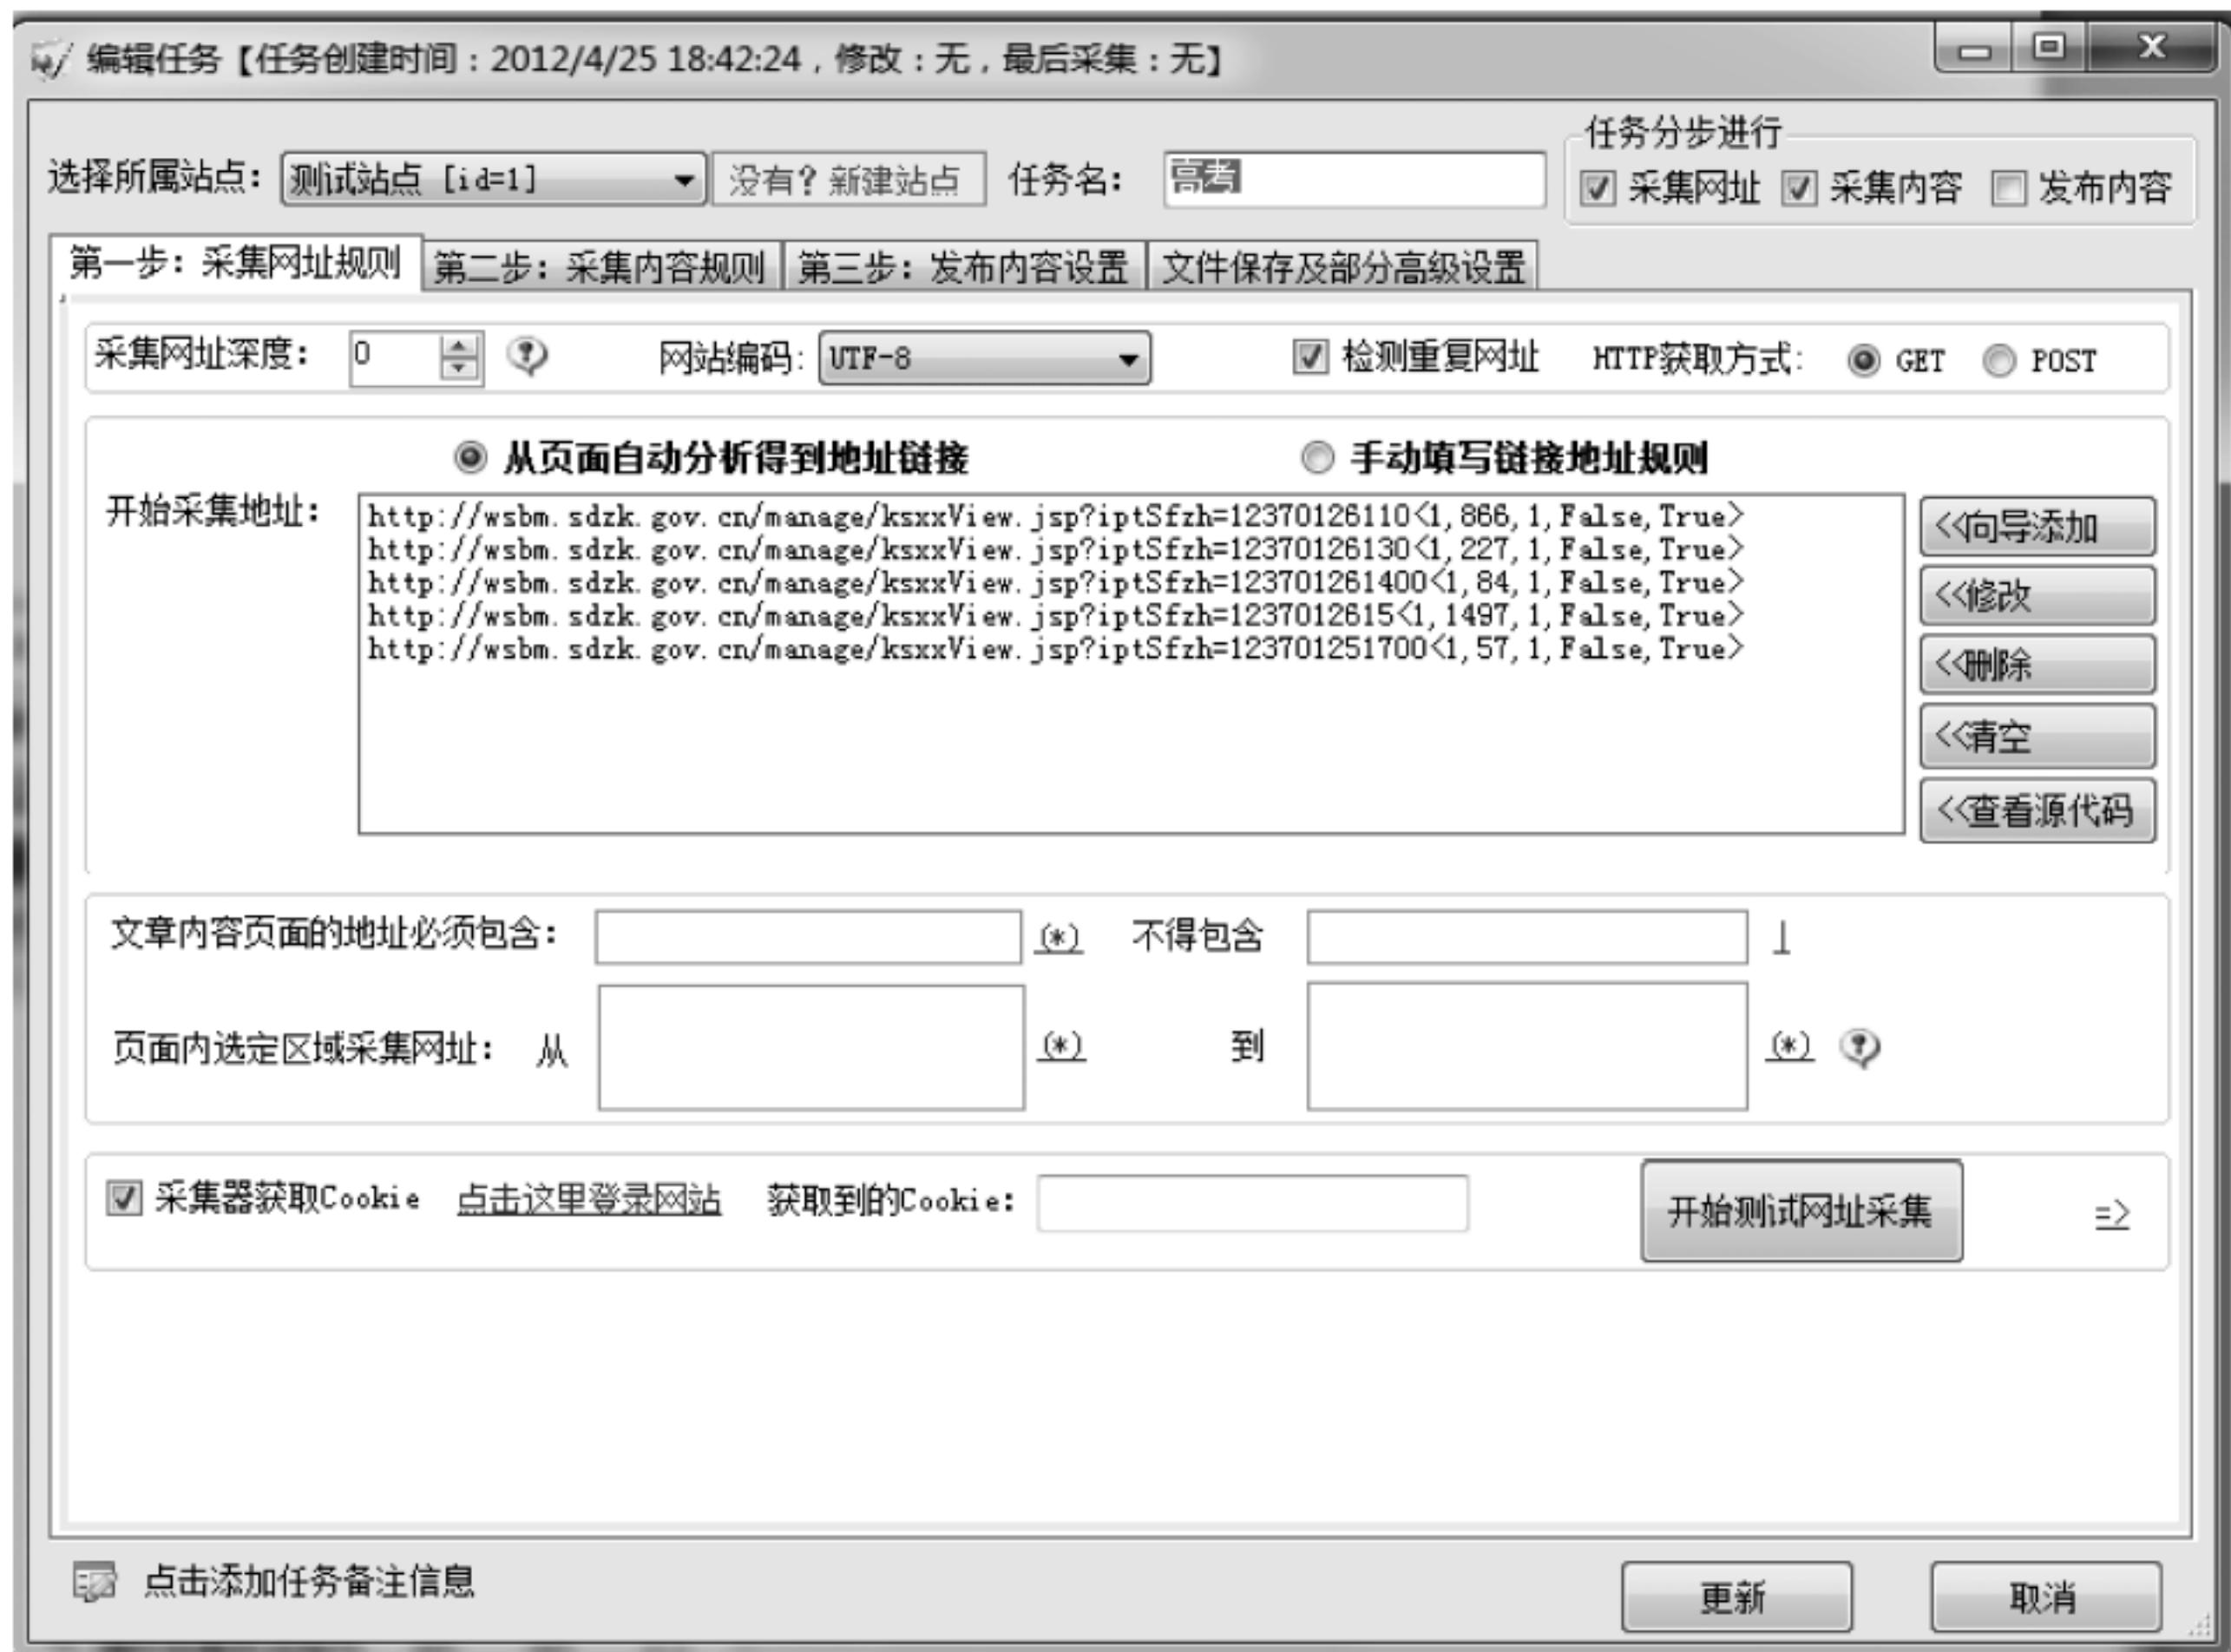 编辑任务【任务创建时间：2012/4/25 18:42:24，修改：无，最后采集：无】
任务分步进行
选择所属站点： 测试站点 [id=1] 没有？新建站点 任务名： 高考 采集网址 采集内容 发布内容
第一步：采集网址规则 第二步：采集内容规则 第三步：发布内容设置 文件保存及部分高级设置
采集网址深度： 0 网站编码: UTF-8 检测重复网址 HTTP获取方式: GET POST
从页面自动分析得到地址链接 手动填写链接地址规则
开始采集地址：
http://wsbm.sdzk.gov.cn/manage/ksxxView.jsp?iptSfzh=12370126110<1,866,1,False,True>
http://wsbm.sdzk.gov.cn/manage/ksxxView.jsp?iptSfzh=12370126130<1,227,1,False,True>
http://wsbm.sdzk.gov.cn/manage/ksxxView.jsp?iptSfzh=123701261400<1,84,1,False,True>
http://wsbm.sdzk.gov.cn/manage/ksxxView.jsp?iptSfzh=1237012615<1,1497,1,False,True>
http://wsbm.sdzk.gov.cn/manage/ksxxView.jsp?iptSfzh=123701251700<1,57,1,False,True>
<<向导添加
<<修改
<<删除
<<清空
<<查看源代码
文章内容页面的地址必须包含： (*) 不得包含 |
页面内选定区域采集网址： 从 (*) 到 (*)
采集器获取Cookie 点击这里登录网站 获取到的Cookie： 开始测试网址采集 =>
点击添加任务备注信息 更新 取消